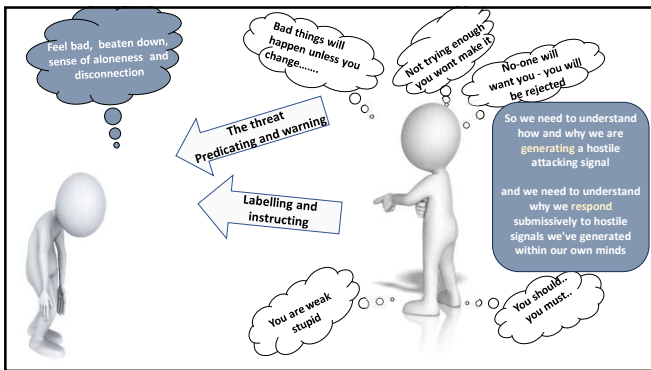 Feel bad, beaten down,
sense of aloneness and
disconnection
Bad things will
happen unless you
change.......
Not trying enough
you wont make it
No-one will
want you - you will
be rejected
The threat
Predicating and warning
Labelling and
instructing
So we need to understand
how and why we are
generating a hostile
attacking signal
and we need to understand
why we respond
submissively to hostile
signals we've generated
within our own minds
You are weak
stupid
You should..
you must..